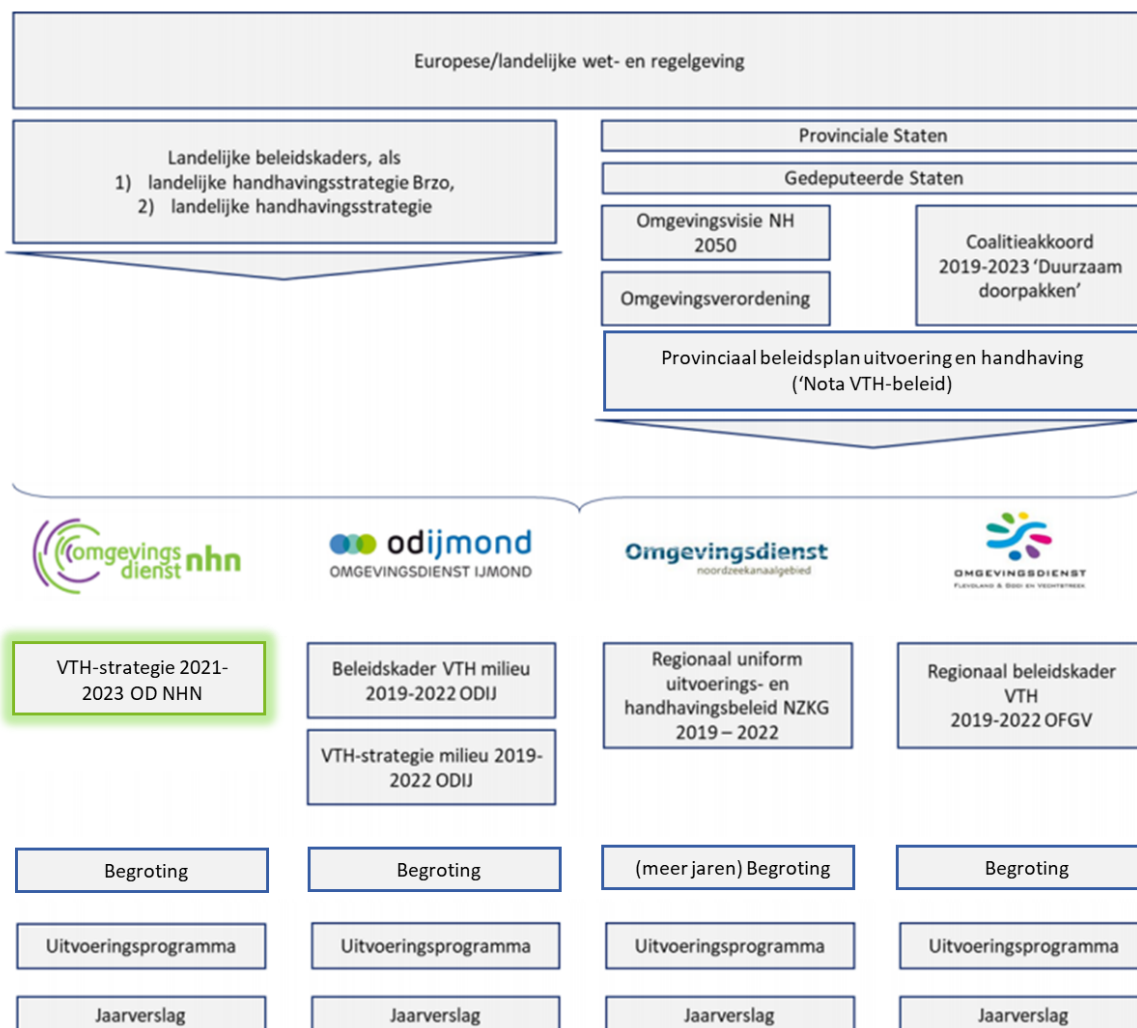 Europese/landelijke wet- en regelgeving
Landelijke beleidskaders, als
1) landelijke handhavingsstrategie Brzo,
2) landelijke handhavingsstrategie
Provinciale Staten
Gedeputeerde Staten
Omgevingsvisie NH
2050
Omgevingsverordening
Coalitieakkoord
2019-2023 ‘Duurzaam
doorpakken’
Provinciaal beleidsplan uitvoering en handhaving
(‘Nota VTH-beleid)
omgevings
dienst nhn
odijmond
OMGEVINGSDIENST IJMOND
Omgevingsdienst
noordzeekanaalgebied
OMGEVINGSDIENST
FLEVOLAND & GOOI EN VECHTSTREEK
VTH-strategie 2021-
2023 OD NHN
Beleidskader VTH milieu
2019-2022 ODIJ
VTH-strategie milieu 2019-
2022 ODIJ
Regionaal uniform
uitvoerings- en
handhavingsbeleid NZKG
2019 – 2022
Regionaal beleidskader
VTH
2019-2022 OFGV
Begroting
Begroting
(meer jaren) Begroting
Begroting
Uitvoeringsprogramma
Uitvoeringsprogramma
Uitvoeringsprogramma
Uitvoeringsprogramma
Jaarverslag
Jaarverslag
Jaarverslag
Jaarverslag